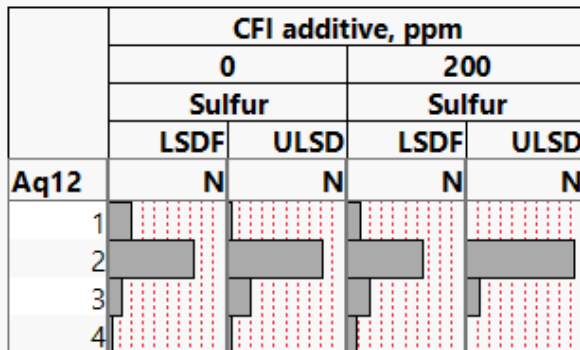 CFI additive, ppm
0 200
Sulfur Sulfur
LSDF ULSD LSDF ULSD
Aq12 N N N N
1
2
3
4